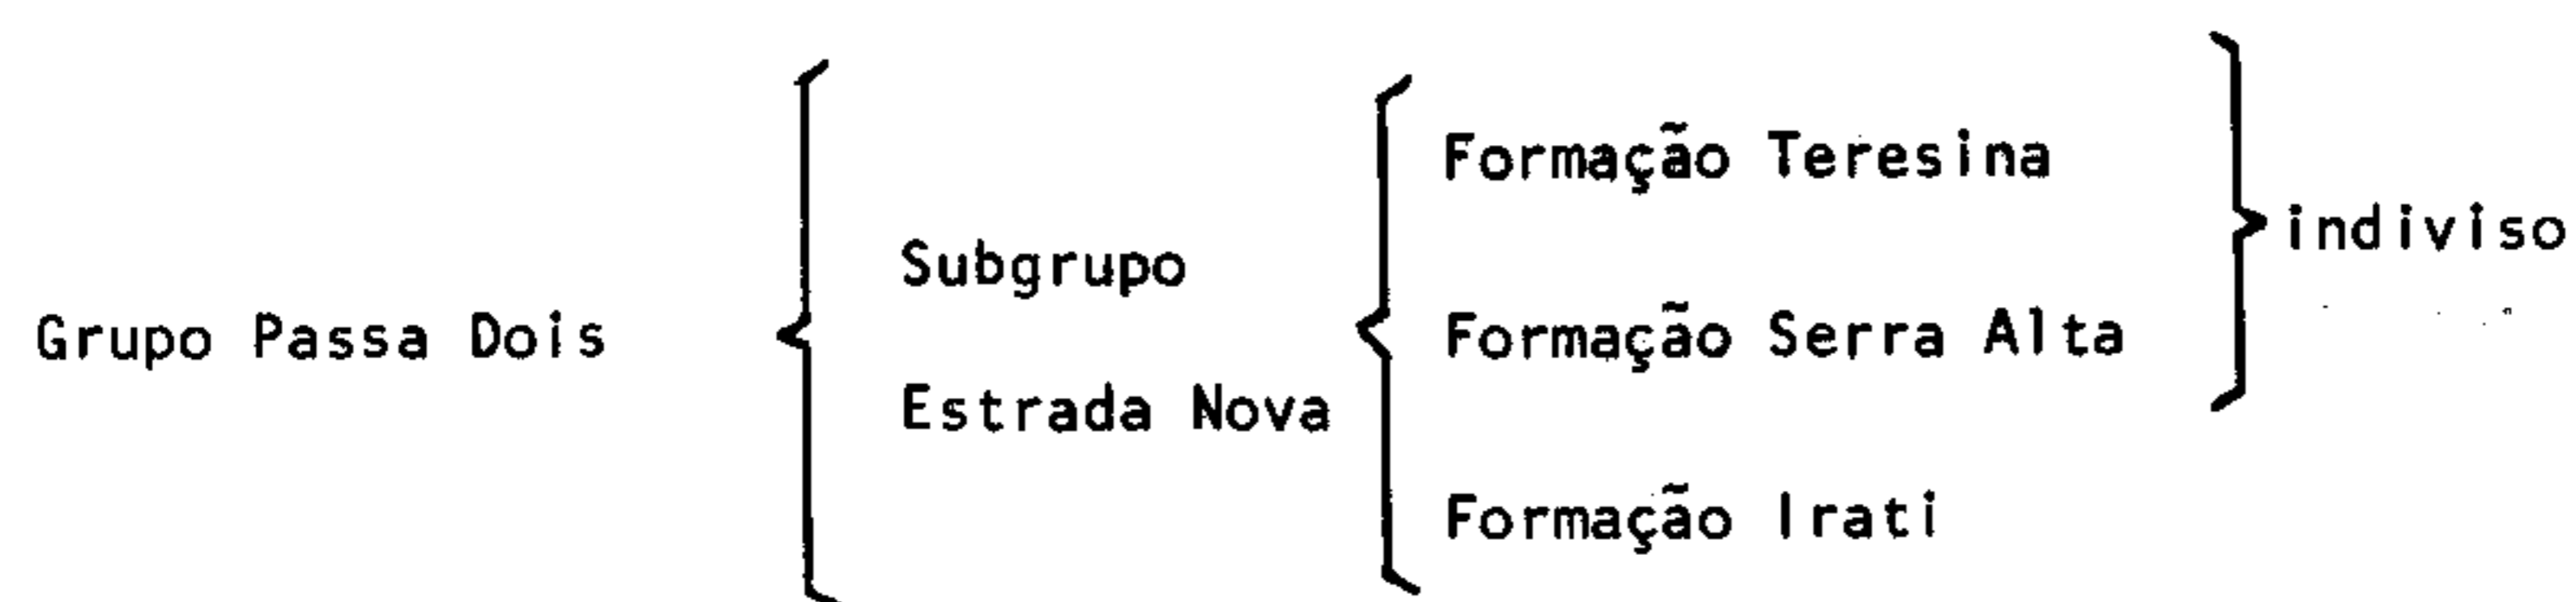 Grupo Passa Dois
Subgrupo
Estrada Nova
Formação Teresina
Formação Serra Alta
Formação Irati
indiviso